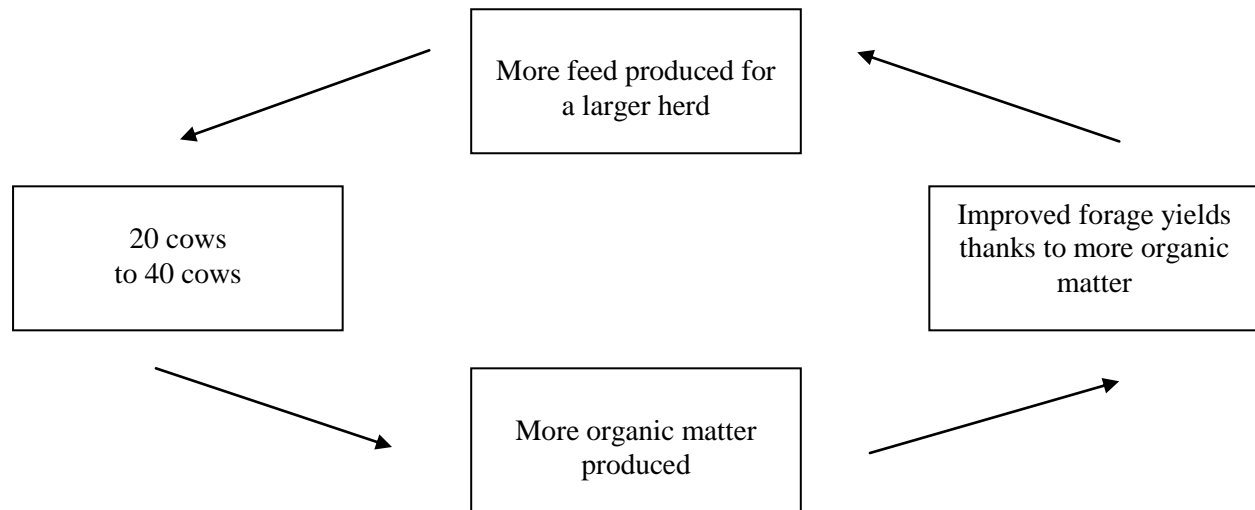 More feed produced for
a larger herd
20 cows
to 40 cows
Improved forage yields
thanks to more organic
matter
More organic matter
produced